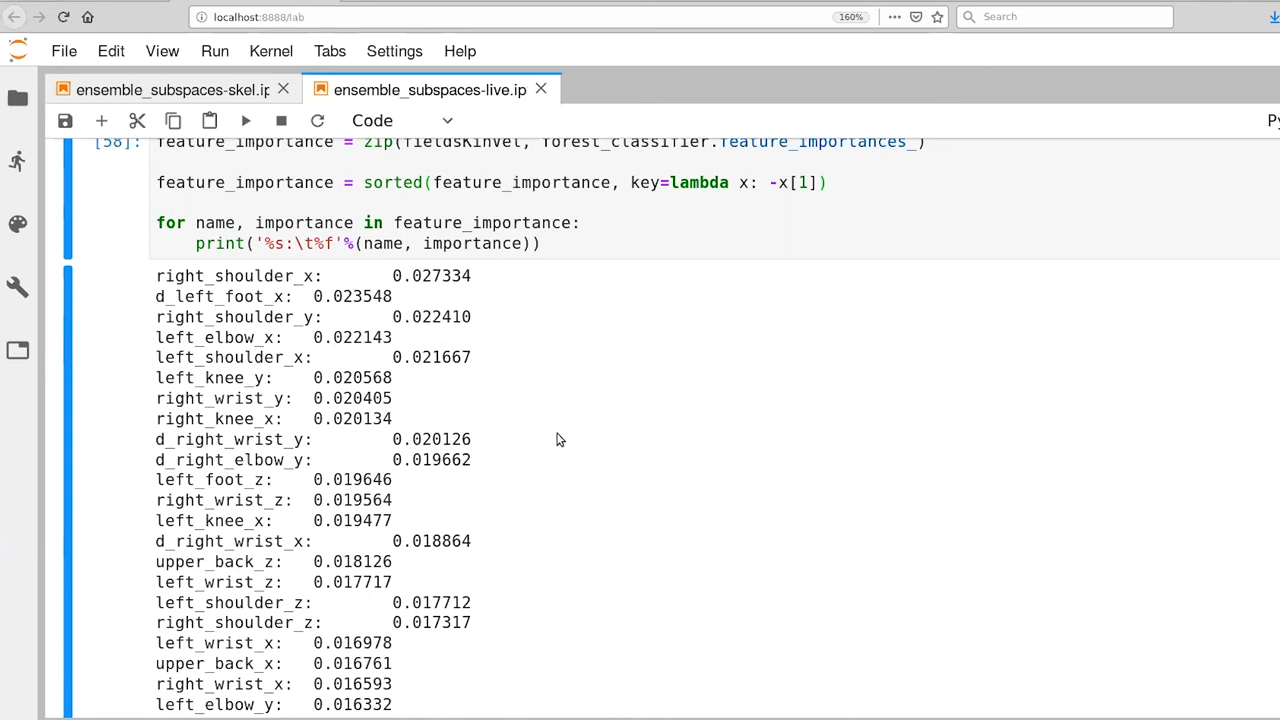 localhost:8888/lab
160%
Search
File Edit View Run Kernel Tabs Settings Help
ensemble_subspaces-skel.ip
ensemble_subspaces-live.ip
Code
Py
[58]: feature_importance = zip(fieldsKinVel, forest_classifier.feature_importances_)
feature_importance = sorted(feature_importance, key=lambda x: -x[1])
for name, importance in feature_importance:
print('%s:\t%f'%(name, importance))
right_shoulder_x: 0.027334
d_left_foot_x: 0.023548
right_shoulder_y: 0.022410
left_elbow_x: 0.022143
left_shoulder_x: 0.021667
left_knee_y: 0.020568
right_wrist_y: 0.020405
right_knee_x: 0.020134
d_right_wrist_y: 0.020126
d_right_elbow_y: 0.019662
left_foot_z: 0.019646
right_wrist_z: 0.019564
left_knee_x: 0.019477
d_right_wrist_x: 0.018864
upper_back_z: 0.018126
left_wrist_z: 0.017717
left_shoulder_z: 0.017712
right_shoulder_z: 0.017317
left_wrist_x: 0.016978
upper_back_x: 0.016761
right_wrist_x: 0.016593
left_elbow_y: 0.016332